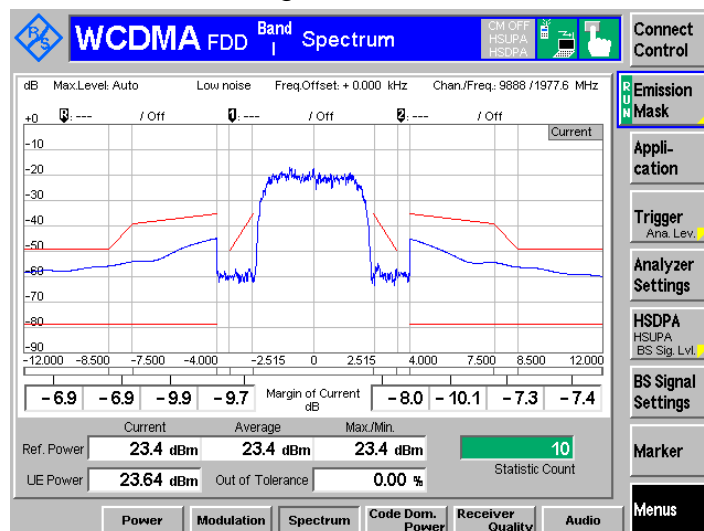 R S
WCDMA FDD Band I Spectrum
CM OFF
HSUPA
HSDPA
Connect
Control
dB Max.Level: Auto Low noise Freq.Offset: + 0.000 kHz Chan./Freq.: 9888 / 1977.6 MHz
RUN
Emission
Mask
+0 R: --- / Off 1: --- / Off 2: --- / Off
Current
-10
-20
-30
-40
-50
-60
-70
-80
-90
Appli-
cation
Trigger
Ana. Lev.
Analyzer
Settings
HSDPA
HSUPA
BS Sig. Lvl.
-12.000 -8.500 -7.500 -4.000 -2.515 0 2.515 4.000 7.500 8.500 12.000
-6.9 -6.9 -9.9 -9.7 Margin of Current -8.0 -10.1 -7.3 -7.4
dB
BS Signal
Settings
Current Average Max./Min.
Ref. Power 23.4 dBm 23.4 dBm 23.4 dBm 10
Statistic Count
UE Power 23.64 dBm Out of Tolerance 0.00 %
Marker
Menus
Power Modulation Spectrum Code Dom. Power Receiver Quality Audio